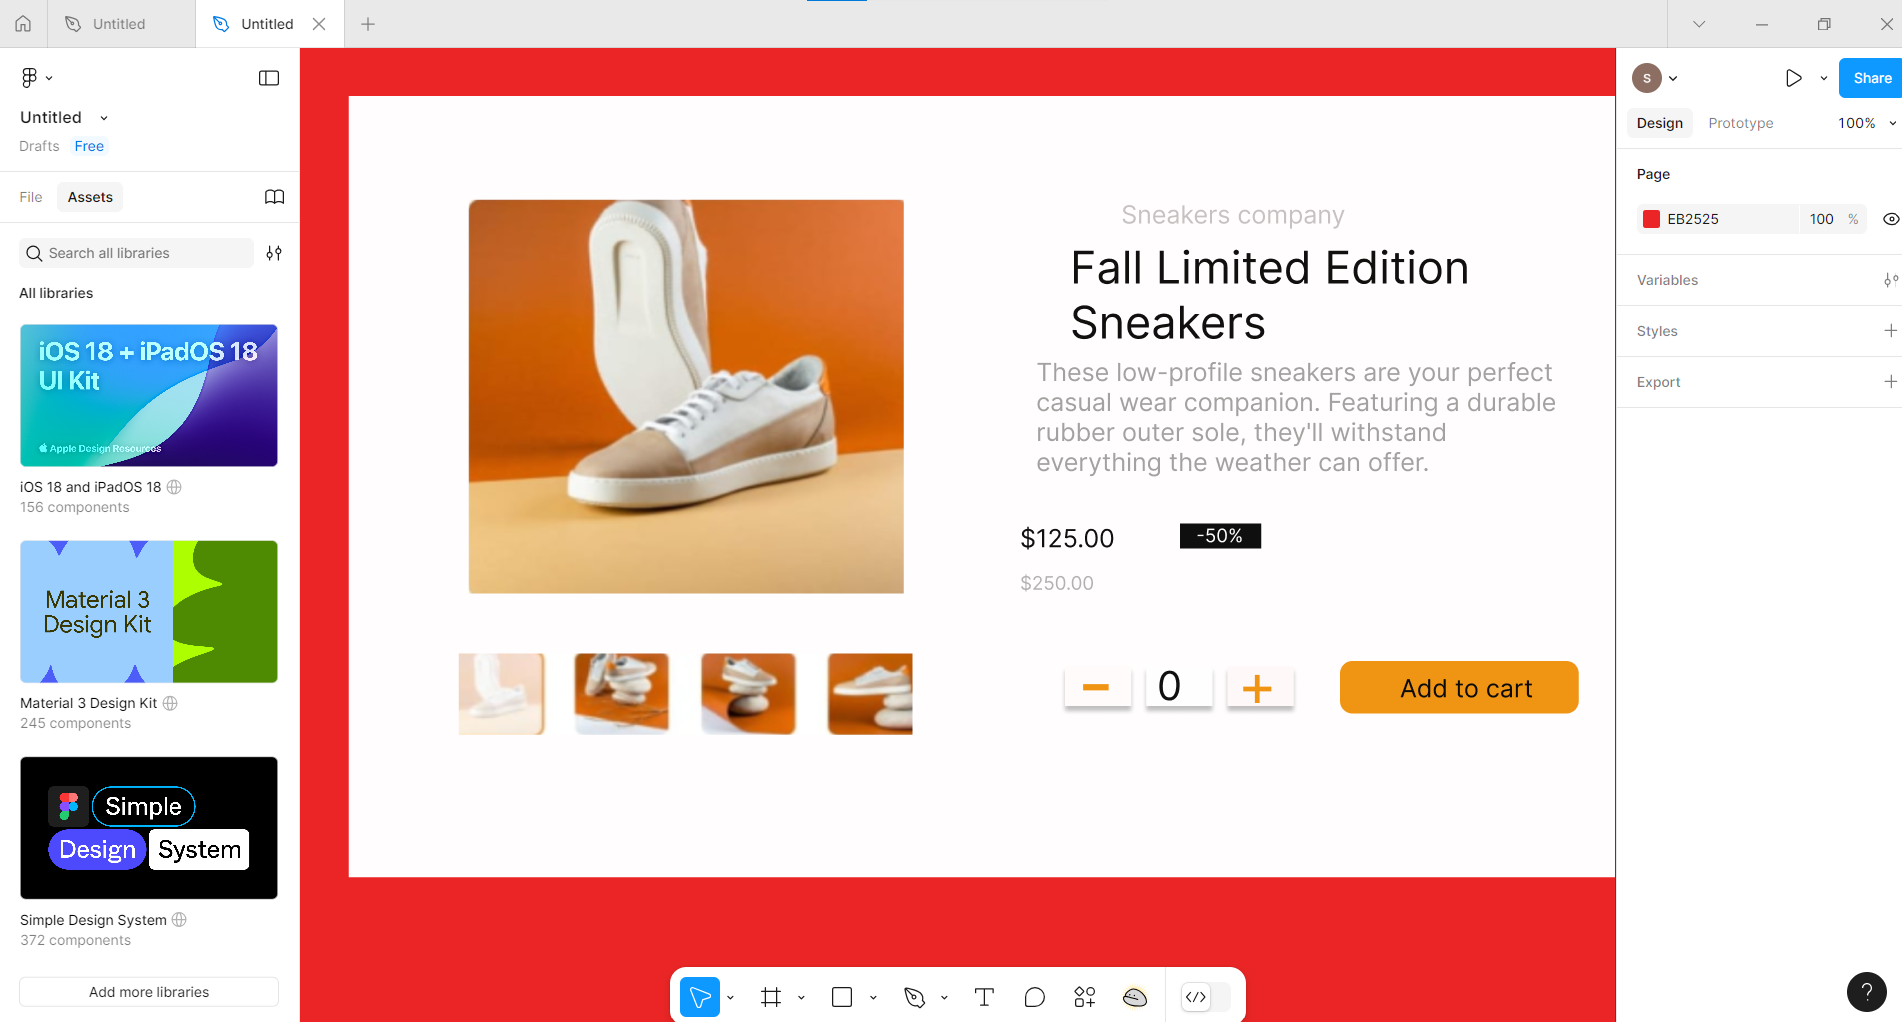 Untitled
Untitled
Untitled
Drafts Free
File Assets
Search all libraries
All libraries
iOS 18 + iPadOS 18
UI Kit
Apple Design Resources
iOS 18 and iPadOS 18
156 components
Material 3
Design Kit
Material 3 Design Kit
245 components
Simple
Design System
Simple Design System
372 components
Add more libraries
Sneakers company
Fall Limited Edition
Sneakers
These low-profile sneakers are your perfect
casual wear companion. Featuring a durable
rubber outer sole, they'll withstand
everything the weather can offer.
$125.00 -50%
$250.00
− 0 +
Add to cart
S
Share
Design Prototype 100%
Page
EB2525 100 %
Variables
Styles
Export
?